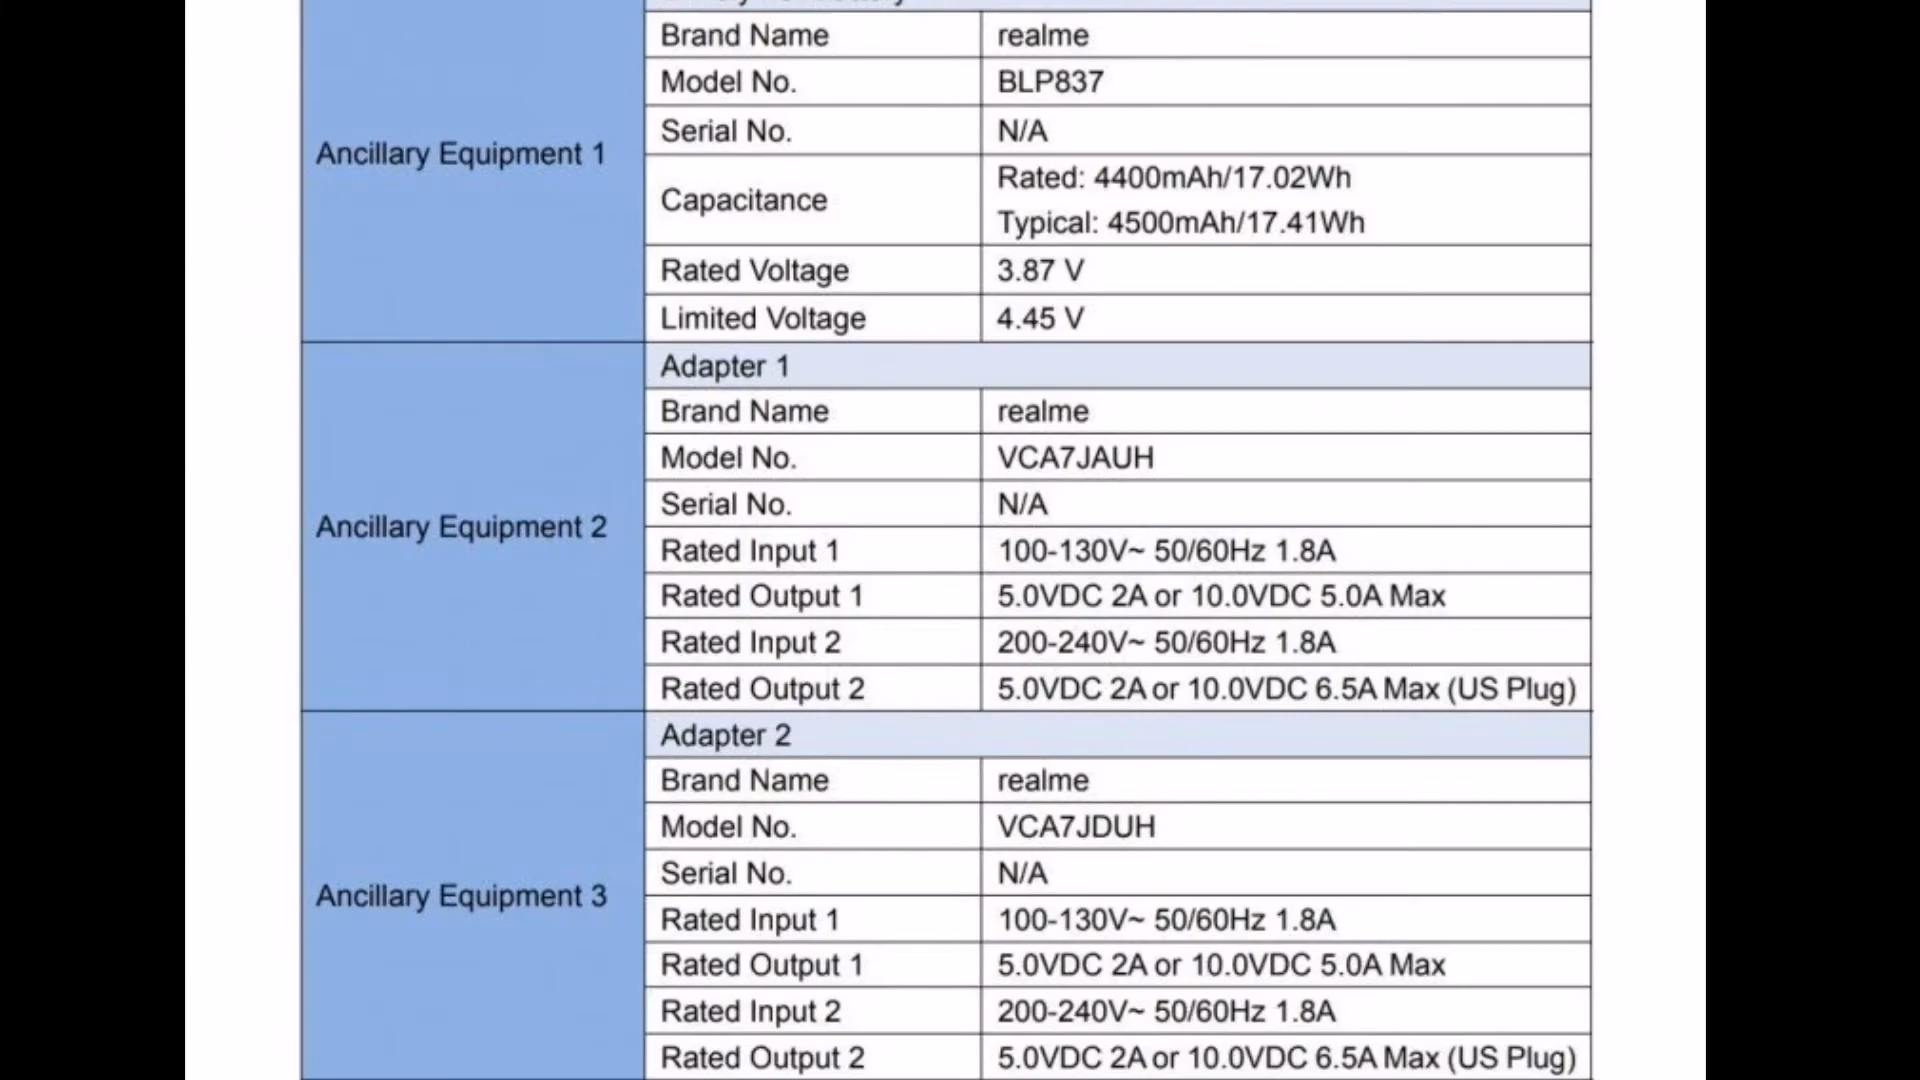 Brand Name realme
Model No. BLP837
Serial No. N/A
Ancillary Equipment 1
Capacitance Rated: 4400mAh/17.02Wh
Typical: 4500mAh/17.41Wh
Rated Voltage 3.87 V
Limited Voltage 4.45 V
Adapter 1
Brand Name realme
Model No. VCA7JAUH
Serial No. N/A
Ancillary Equipment 2
Rated Input 1 100-130V~ 50/60Hz 1.8A
Rated Output 1 5.0VDC 2A or 10.0VDC 5.0A Max
Rated Input 2 200-240V~ 50/60Hz 1.8A
Rated Output 2 5.0VDC 2A or 10.0VDC 6.5A Max (US Plug)
Adapter 2
Brand Name realme
Model No. VCA7JDUH
Serial No. N/A
Ancillary Equipment 3
Rated Input 1 100-130V~ 50/60Hz 1.8A
Rated Output 1 5.0VDC 2A or 10.0VDC 5.0A Max
Rated Input 2 200-240V~ 50/60Hz 1.8A
Rated Output 2 5.0VDC 2A or 10.0VDC 6.5A Max (US Plug)